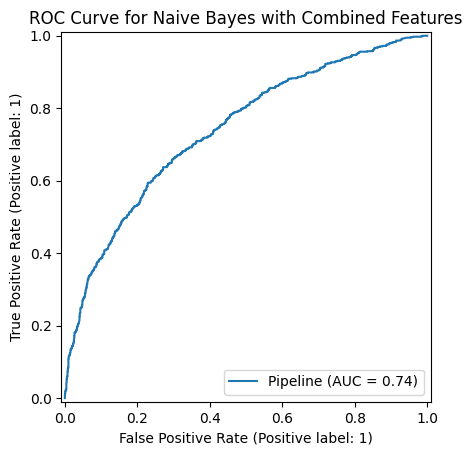 ROC Curve for Naive Bayes with Combined Features
1.0
0.8
0.6
0.4
0.2
0.0
True Positive Rate (Positive label: 1)
Pipeline (AUC = 0.74)
0.0 0.2 0.4 0.6 0.8 1.0
False Positive Rate (Positive label: 1)